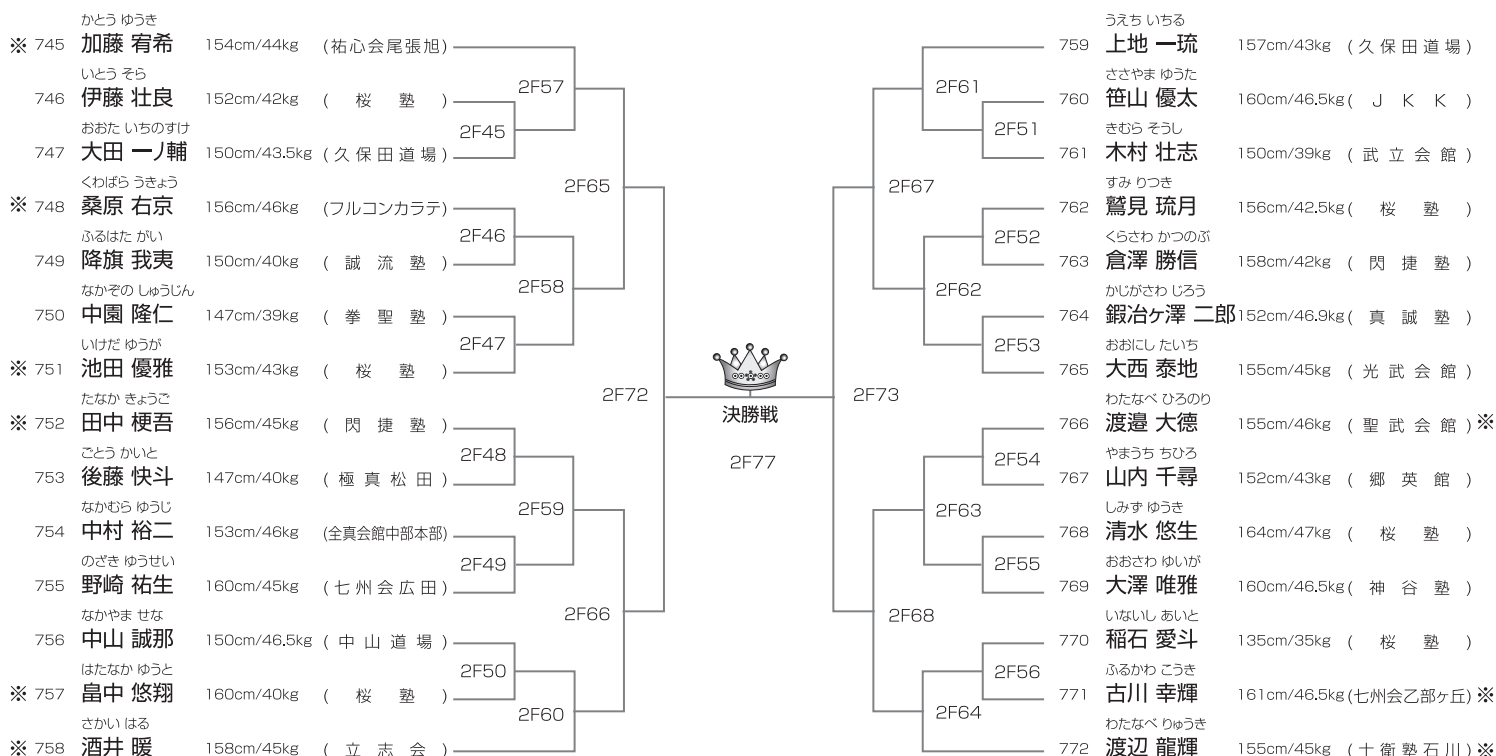 かとう ゆうき
※ 745 加藤 宥希 154cm/44kg (祐心会尾張旭)
いとう そら
746 伊藤 壮良 152cm/42kg ( 桜 塾 )
おおた いちのすけ
747 大田 一ノ輔 150cm/43.5kg (久保田道場)
くわばら うきょう
※ 748 桑原 右京 156cm/46kg (フルコンカラテ)
ふるはた がい
749 降旗 我夷 150cm/40kg ( 誠 流 塾 )
なかぞの しゅうじん
750 中園 隆仁 147cm/39kg ( 拳 聖 塾 )
いけだ ゆうが
※ 751 池田 優雅 153cm/43kg ( 桜 塾 )
たなか きょうご
※ 752 田中 梗吾 156cm/45kg ( 閃 捷 塾 )
ごとう かいと
753 後藤 快斗 147cm/40kg ( 極 真 松 田 )
なかむら ゆうじ
754 中村 裕二 153cm/46kg (全真会館中部本部)
のざき ゆうせい
755 野崎 祐生 160cm/45kg (七州会広田)
なかやま せな
756 中山 誠那 150cm/46.5kg ( 中 山 道 場 )
はたなか ゆうと
※ 757 畠中 悠翔 160cm/40kg ( 桜 塾 )
さかい はる
※ 758 酒井 暖 158cm/45kg ( 立 志 会 )
2F57
2F45
2F65
2F46
2F58
2F47
2F72
2F48
2F59
2F49
2F66
2F50
2F60
決勝戦
2F77
2F61
2F51
2F67
2F52
2F62
2F53
2F73
2F54
2F63
2F55
2F68
2F56
2F64
うえち いちる
759 上地 一琉 157cm/43kg (久保田道場)
ささやま ゆうた
760 笹山 優太 160cm/46.5kg ( J K K )
きむら そうし
761 木村 壮志 150cm/39kg ( 武 立 会 館 )
すみ りつき
762 鷲見 琉月 156cm/42.5kg ( 桜 塾 )
くらさわ かつのぶ
763 倉澤 勝信 158cm/42kg ( 閃 捷 塾 )
かじがさわ じろう
764 鍜冶ヶ澤 二郎 152cm/46.9kg ( 真 誠 塾 )
おおにし たいち
765 大西 泰地 155cm/45kg ( 光 武 会 館 )
わたなべ ひろのり
766 渡邉 大德 155cm/46kg ( 聖 武 会 館 ) ※
やまうち ちひろ
767 山内 千尋 152cm/43kg ( 郷 英 館 )
しみず ゆうき
768 清水 悠生 164cm/47kg ( 桜 塾 )
おおさわ ゆいが
769 大澤 唯雅 160cm/46.5kg ( 神 谷 塾 )
いないし あいと
770 稲石 愛斗 135cm/35kg ( 桜 塾 )
ふるかわ こうき
771 古川 幸輝 161cm/46.5kg (七州会乙部ヶ丘) ※
わたなべ りゅうき
772 渡辺 龍輝 155cm/45kg (士衛塾石川) ※